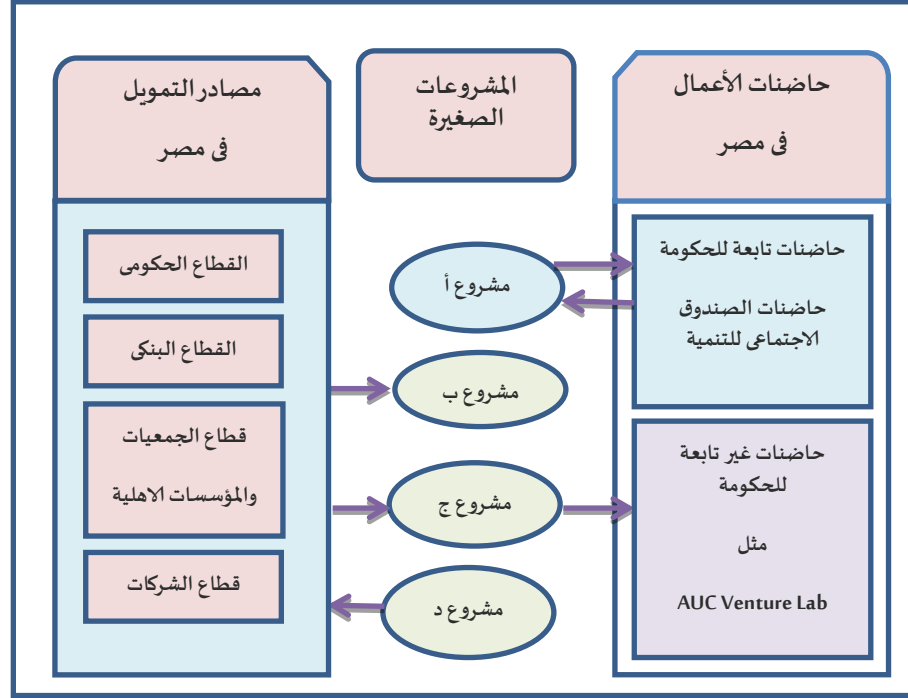 حاضنات الأعمال
فى مصر
حاضنات تابعة للحكومة
حاضنات الصندوق
الاجتماعى للتنمية
حاضنات غير تابعة
للحكومة
مثل
AUC Venture Lab
المشروعات
الصغيرة
مشروع أ
مشروع ب
مشروع ج
مشروع د
مصادر التمويل
فى مصر
القطاع الحكومى
القطاع البنكى
قطاع الجمعيات
والمؤسسات الاهلية
قطاع الشركات